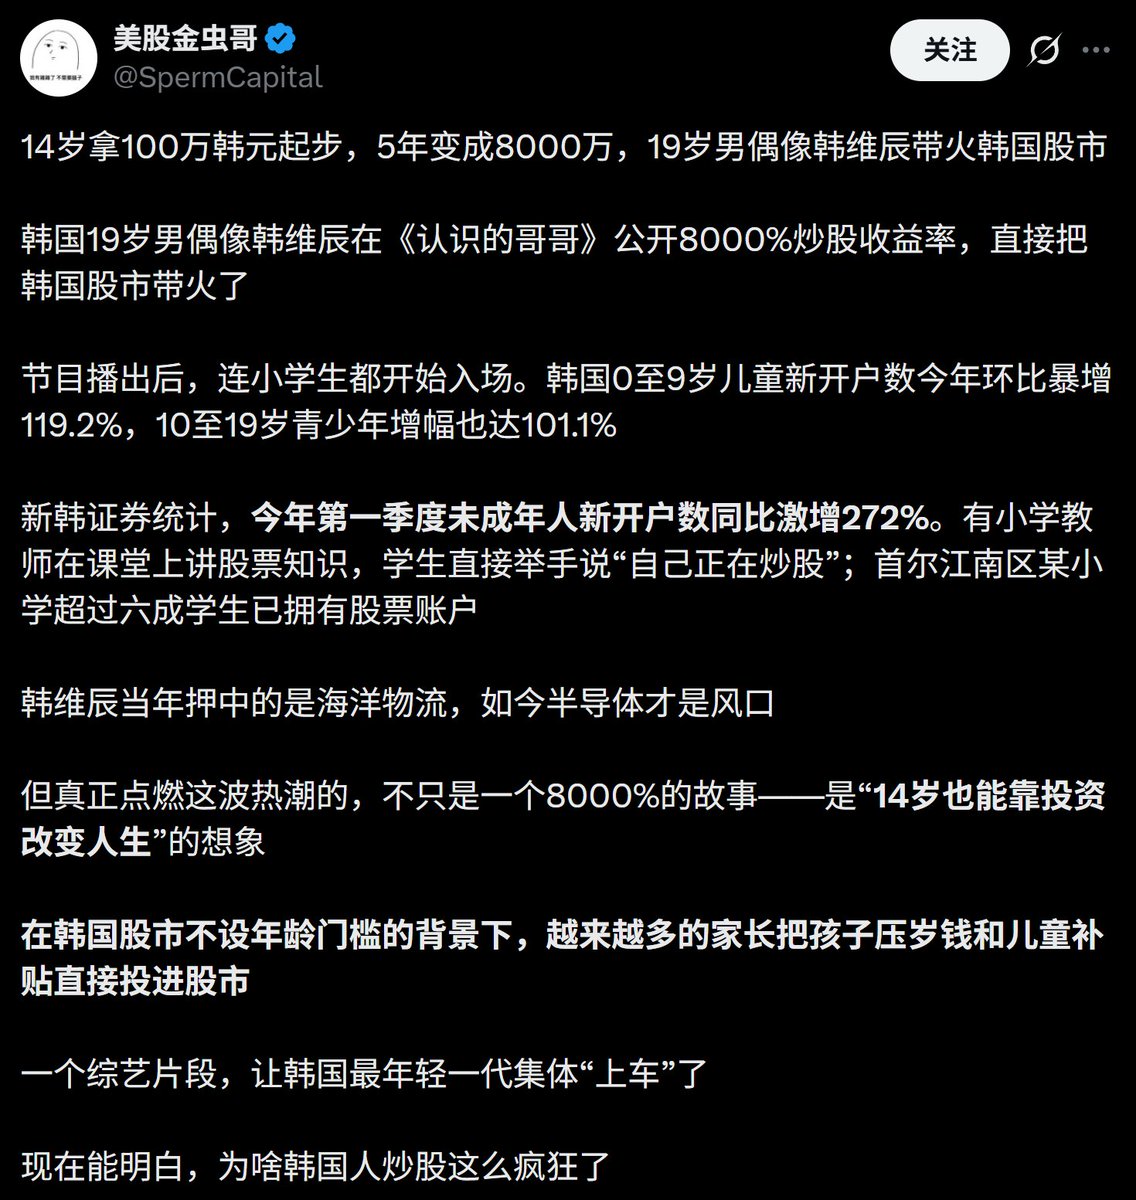 美股金虫哥
@SpermCapital
关注
14岁拿100万韩元起步，5年变成8000万，19岁男偶像韩维辰带火韩国股市
韩国19岁男偶像韩维辰在《认识的哥哥》公开8000%炒股收益率，直接把
韩国股市带火了
节目播出后，连小学生都开始入场。韩国0至9岁儿童新开户数今年环比暴增
119.2%，10至19岁青少年增幅也达101.1%
新韩证券统计，今年第一季度未成年人新开户数同比激增272%。有小学教
师在课堂上讲股票知识，学生直接举手说“自己正在炒股”；首尔江南区某小
学超过六成学生已拥有股票账户
韩维辰当年押中的是海洋物流，如今半导体才是风口
但真正点燃这波热潮的，不只是一个8000%的故事——是“14岁也能靠投资
改变人生”的想象
在韩国股市不设年龄门槛的背景下，越来越多的家长把孩子压岁钱和儿童补
贴直接投进股市
一个综艺片段，让韩国最年轻一代集体“上车”了
现在能明白，为啥韩国人炒股这么疯狂了